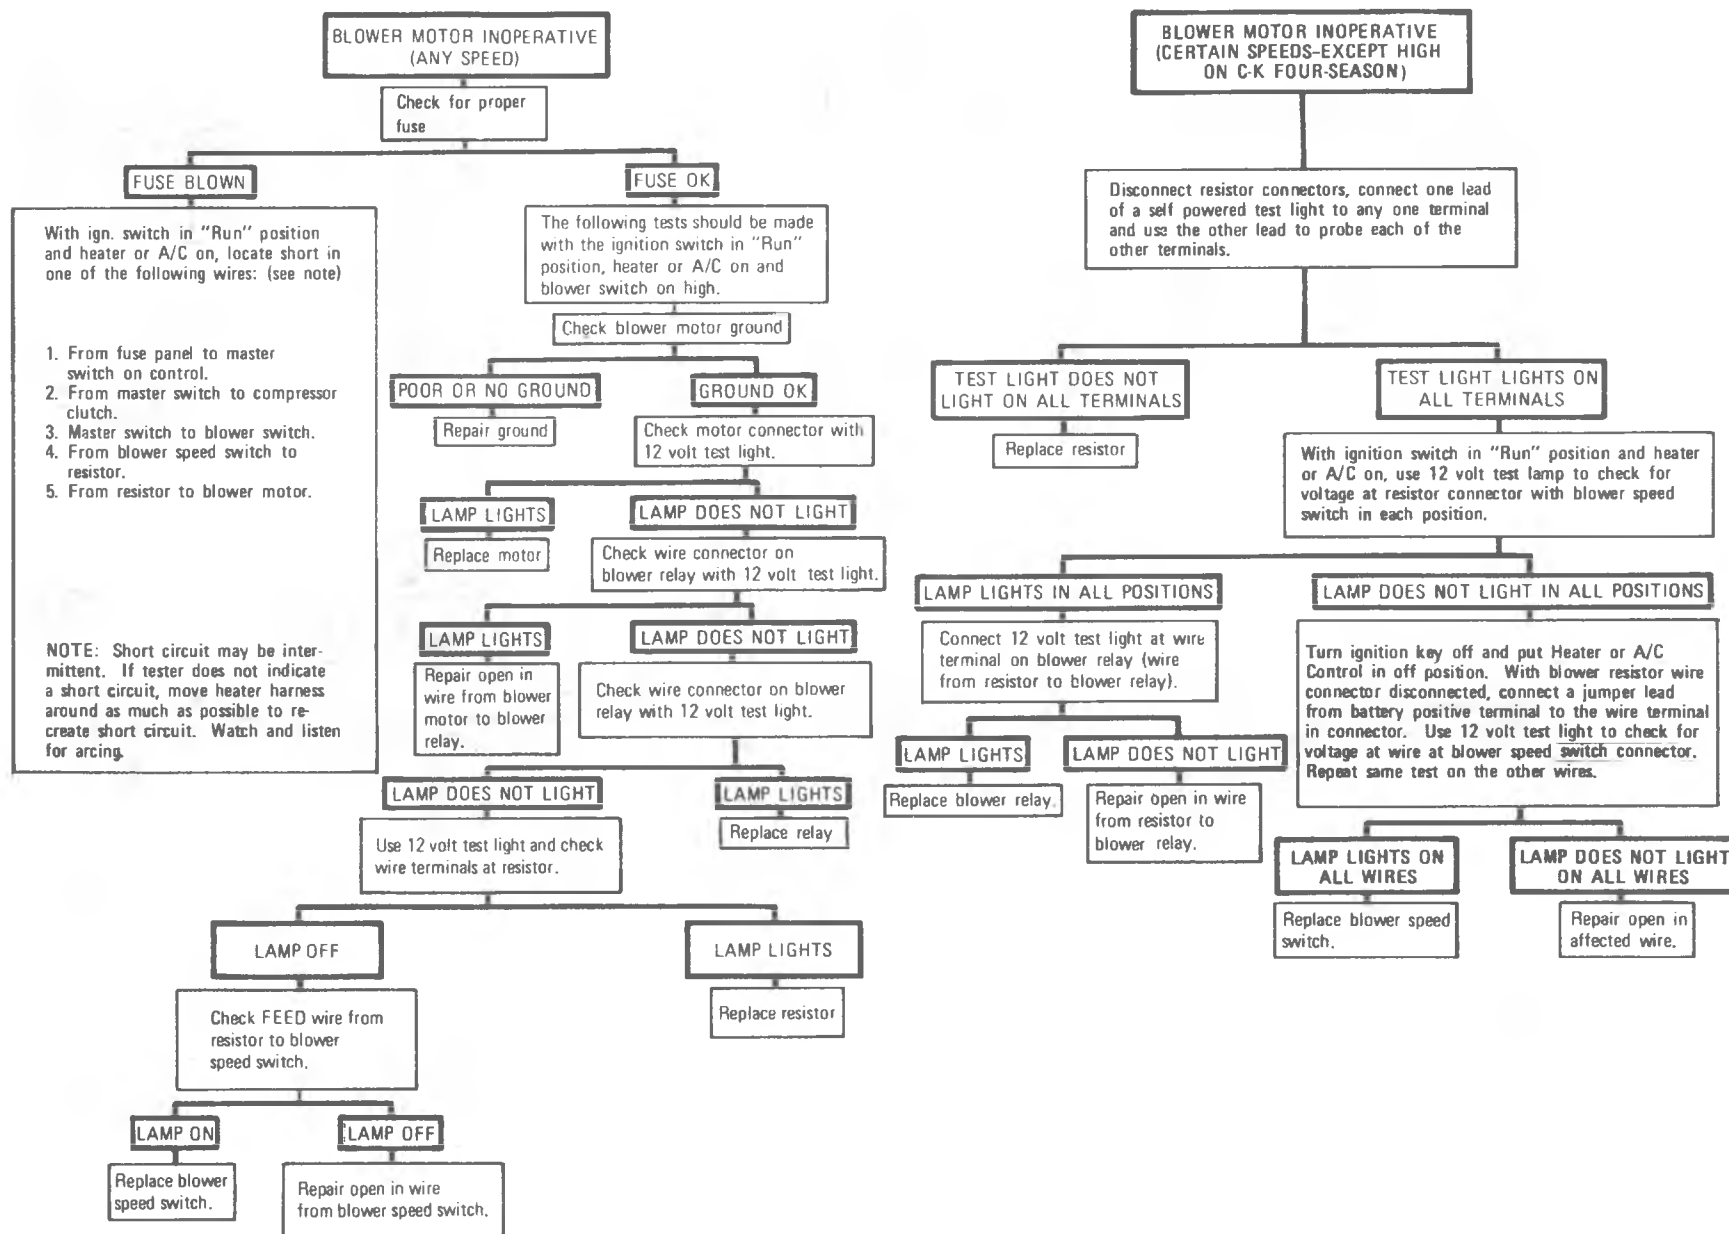 BLOWER MOTOR INOPERATIVE
(ANY SPEED)
Check for proper
fuse
FUSE BLOWN
With ign. switch in "Run" position
and heater or A/C on, locate short in
one of the following wires: (see note)
1. From fuse panel to master
switch on control.
2. From master switch to compressor
clutch.
3. Master switch to blower switch.
4. From blower speed switch to
resistor.
5. From resistor to blower motor.
NOTE: Short circuit may be inter-
mittent. If tester does not indicate
a short circuit, move heater harness
around as much as possible to re-
create short circuit. Watch and listen
for arcing.
FUSE OK
The following tests should be made
with the ignition switch in "Run"
position, heater or A/C on and
blower switch on high.
Check blower motor ground
POOR OR NO GROUND
Repair ground
GROUND OK
Check motor connector with
12 volt test light.
LAMP LIGHTS
Replace motor
LAMP DOES NOT LIGHT
Check wire connector on
blower relay with 12 volt test light.
LAMP LIGHTS
Repair open in
wire from blower
motor to blower
relay.
LAMP DOES NOT LIGHT
Check wire connector on blower
relay with 12 volt test light.
LAMP DOES NOT LIGHT
Use 12 volt test light and check
wire terminals at resistor.
LAMP LIGHTS
Replace relay
LAMP OFF
Check FEED wire from
resistor to blower
speed switch.
LAMP LIGHTS
Replace resistor
LAMP ON
Replace blower
speed switch.
LAMP OFF
Repair open in wire
from blower speed switch.
BLOWER MOTOR INOPERATIVE
(CERTAIN SPEEDS-EXCEPT HIGH
ON C-K FOUR-SEASON)
Disconnect resistor connectors, connect one lead
of a self powered test light to any one terminal
and use the other lead to probe each of the
other terminals.
TEST LIGHT DOES NOT
LIGHT ON ALL TERMINALS
Replace resistor
TEST LIGHT LIGHTS ON
ALL TERMINALS
With ignition switch in "Run" position and heater
or A/C on, use 12 volt test lamp to check for
voltage at resistor connector with blower speed
switch in each position.
LAMP LIGHTS IN ALL POSITIONS
Connect 12 volt test light at wire
terminal on blower relay (wire
from resistor to blower relay).
LAMP LIGHTS
Replace blower relay.
LAMP DOES NOT LIGHT
Repair open in wire
from resistor to
blower relay.
LAMP DOES NOT LIGHT IN ALL POSITIONS
Turn ignition key off and put Heater or A/C
Control in off position. With blower resistor wire
connector disconnected, connect a jumper lead
from battery positive terminal to the wire terminal
in connector. Use 12 volt test light to check for
voltage at wire at blower speed switch connector.
Repeat same test on the other wires.
LAMP LIGHTS ON
ALL WIRES
Replace blower speed
switch.
LAMP DOES NOT LIGHT
ON ALL WIRES
Repair open in
affected wire.